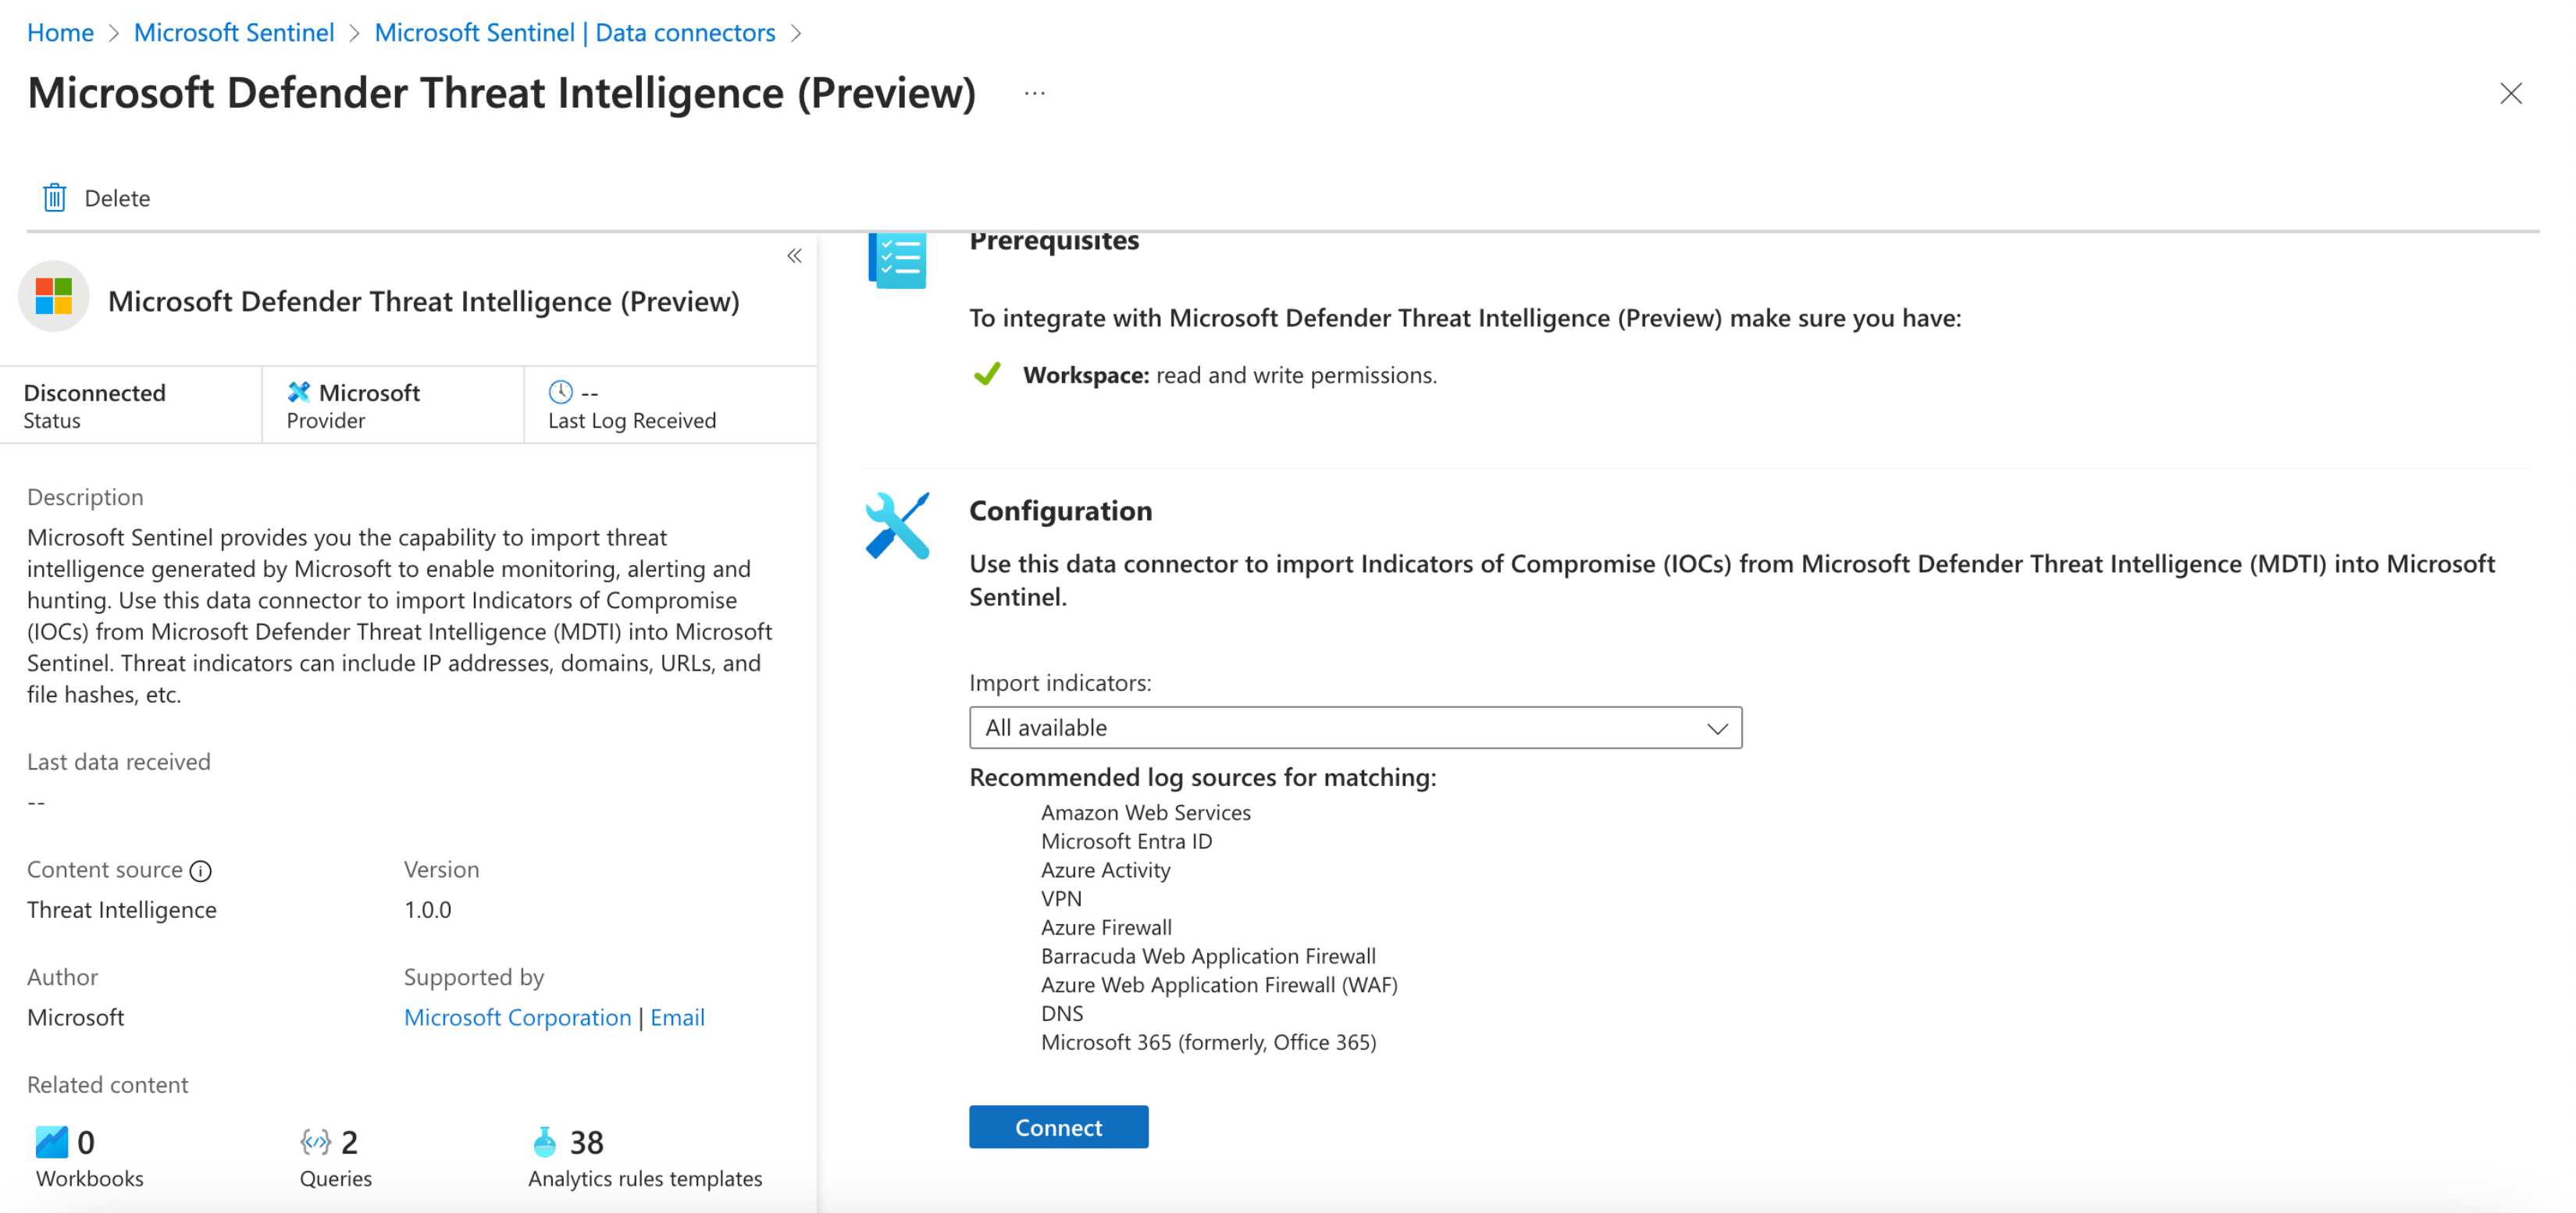 Home > Microsoft Sentinel > Microsoft Sentinel | Data connectors >
Microsoft Defender Threat Intelligence (Preview) ...
Delete
Microsoft Defender Threat Intelligence (Preview)
Disconnected
Status
Microsoft
Provider
--
Last Log Received
Description
Microsoft Sentinel provides you the capability to import threat
intelligence generated by Microsoft to enable monitoring, alerting and
hunting. Use this data connector to import Indicators of Compromise
(IOCs) from Microsoft Defender Threat Intelligence (MDTI) into Microsoft
Sentinel. Threat indicators can include IP addresses, domains, URLs, and
file hashes, etc.
Last data received
--
Content source
Threat Intelligence
Version
1.0.0
Author
Microsoft
Supported by
Microsoft Corporation | Email
Related content
0
Workbooks
2
Queries
38
Analytics rules templates
Prerequisites
To integrate with Microsoft Defender Threat Intelligence (Preview) make sure you have:
Workspace: read and write permissions.
Configuration
Use this data connector to import Indicators of Compromise (IOCs) from Microsoft Defender Threat Intelligence (MDTI) into Microsoft
Sentinel.
Import indicators:
All available
Recommended log sources for matching:
Amazon Web Services
Microsoft Entra ID
Azure Activity
VPN
Azure Firewall
Barracuda Web Application Firewall
Azure Web Application Firewall (WAF)
DNS
Microsoft 365 (formerly, Office 365)
Connect